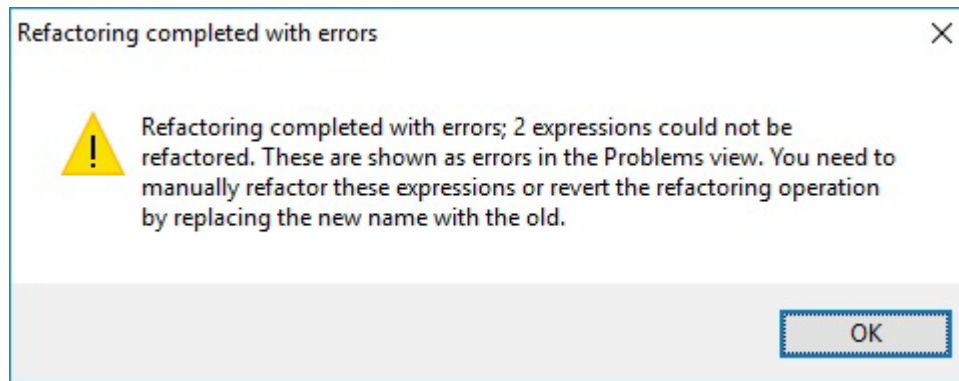 Refactoring completed with errors
Refactoring completed with errors; 2 expressions could not be
refactored. These are shown as errors in the Problems view. You need to
manually refactor these expressions or revert the refactoring operation
by replacing the new name with the old.
OK